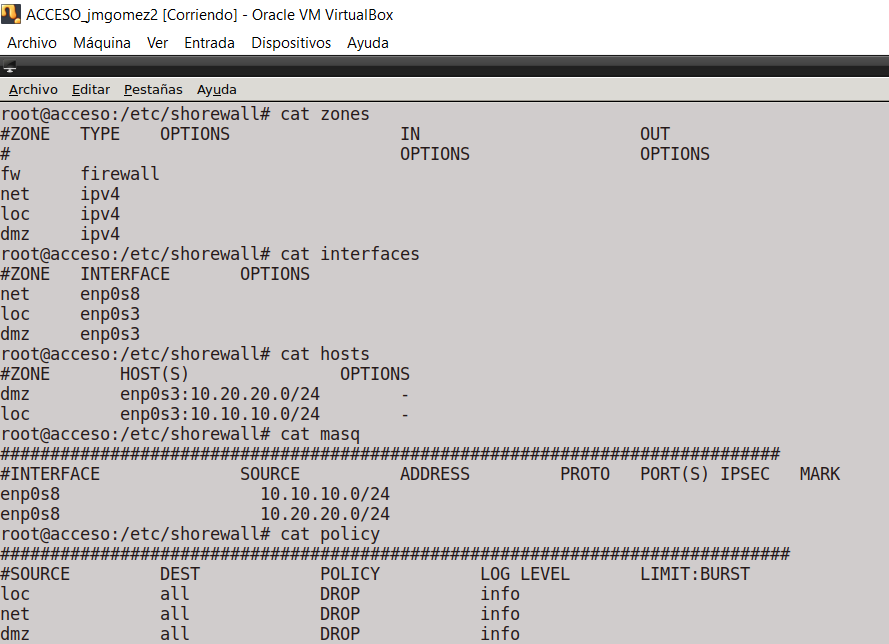 ACCESO_jmgomez2 [Corriendo] - Oracle VM VirtualBox
Archivo Máquina Ver Entrada Dispositivos Ayuda
Archivo Editar Pestañas Ayuda
root@acceso:/etc/shorewall# cat zones
#ZONE TYPE OPTIONS IN OUT
# OPTIONS OPTIONS
fw firewall
net ipv4
loc ipv4
dmz ipv4
root@acceso:/etc/shorewall# cat interfaces
#ZONE INTERFACE OPTIONS
net enp0s8
loc enp0s3
dmz enp0s3
root@acceso:/etc/shorewall# cat hosts
#ZONE HOST(S) OPTIONS
dmz enp0s3:10.20.20.0/24 -
loc enp0s3:10.10.10.0/24 -
root@acceso:/etc/shorewall# cat masq
##############################################################################
#INTERFACE SOURCE ADDRESS PROTO PORT(S) IPSEC MARK
enp0s8 10.10.10.0/24
enp0s8 10.20.20.0/24
root@acceso:/etc/shorewall# cat policy
###############################################################################
#SOURCE DEST POLICY LOG LEVEL LIMIT:BURST
loc all DROP info
net all DROP info
dmz all DROP info